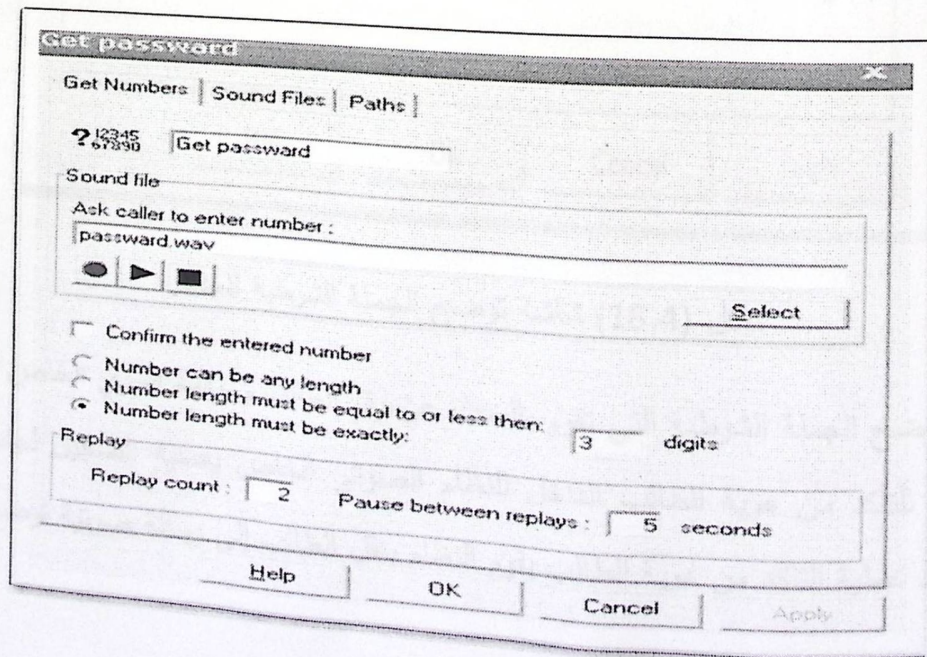 Get passward
Get Numbers Sound Files Paths
? 12345
67890
Get passward
Sound file
Ask caller to enter number :
passward.wav
Select
Confirm the entered number
Number can be any length
Number length must be equal to or less then:
Number length must be exactly:
3 digits
Replay
Replay count : 2 Pause between replays : 5 seconds
Help OK Cancel Apply